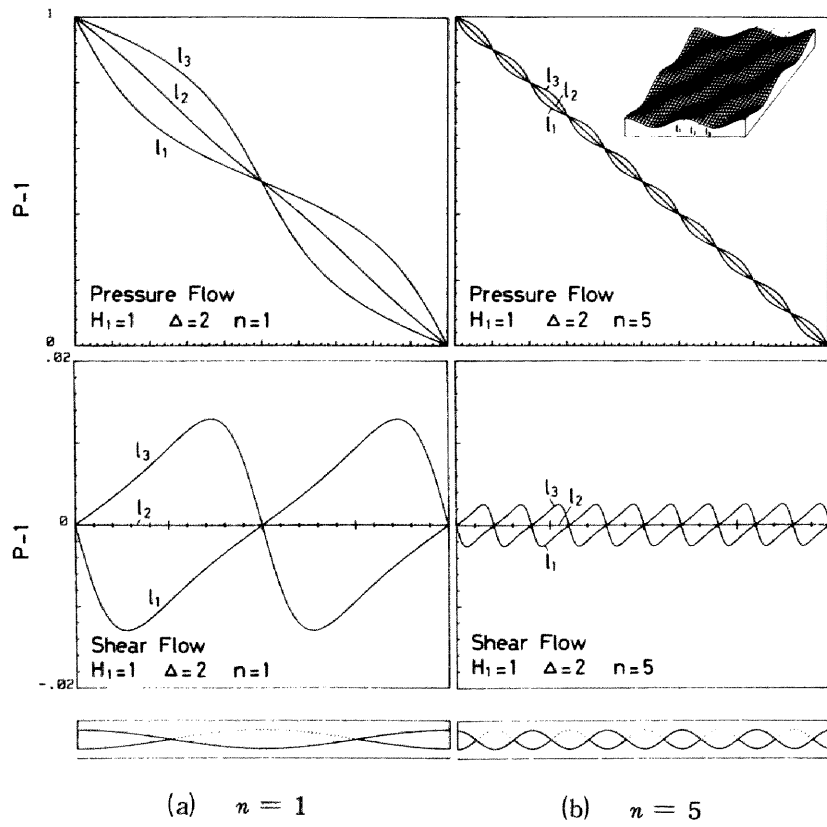 1
P-1
l₃
l₂
l₁
Pressure Flow
H₁=1 Δ=2 n=1
0
l₃
l₂
l₁
Pressure Flow
H₁=1 Δ=2 n=5
.02
P-1
0
-.02
l₃
l₂
l₁
Shear Flow
H₁=1 Δ=2 n=1
l₃
l₂
l₁
Shear Flow
H₁=1 Δ=2 n=5
(a) n = 1
(b) n = 5